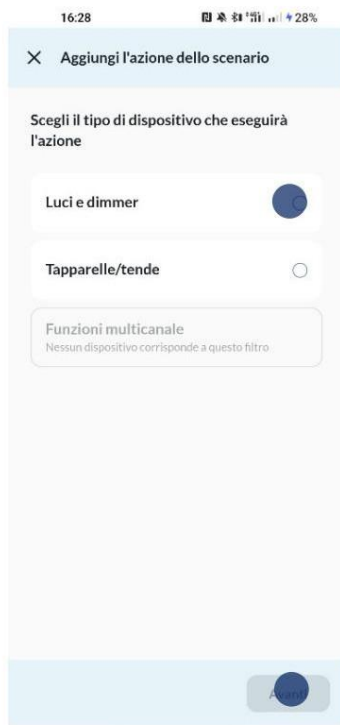 16:28
28%
Aggiungi l'azione dello scenario
Scegli il tipo di dispositivo che eseguirà
l'azione
Luci e dimmer
Tapparelle/tende
Funzioni multicanale
Nessun dispositivo corrisponde a questo filtro
Avanti